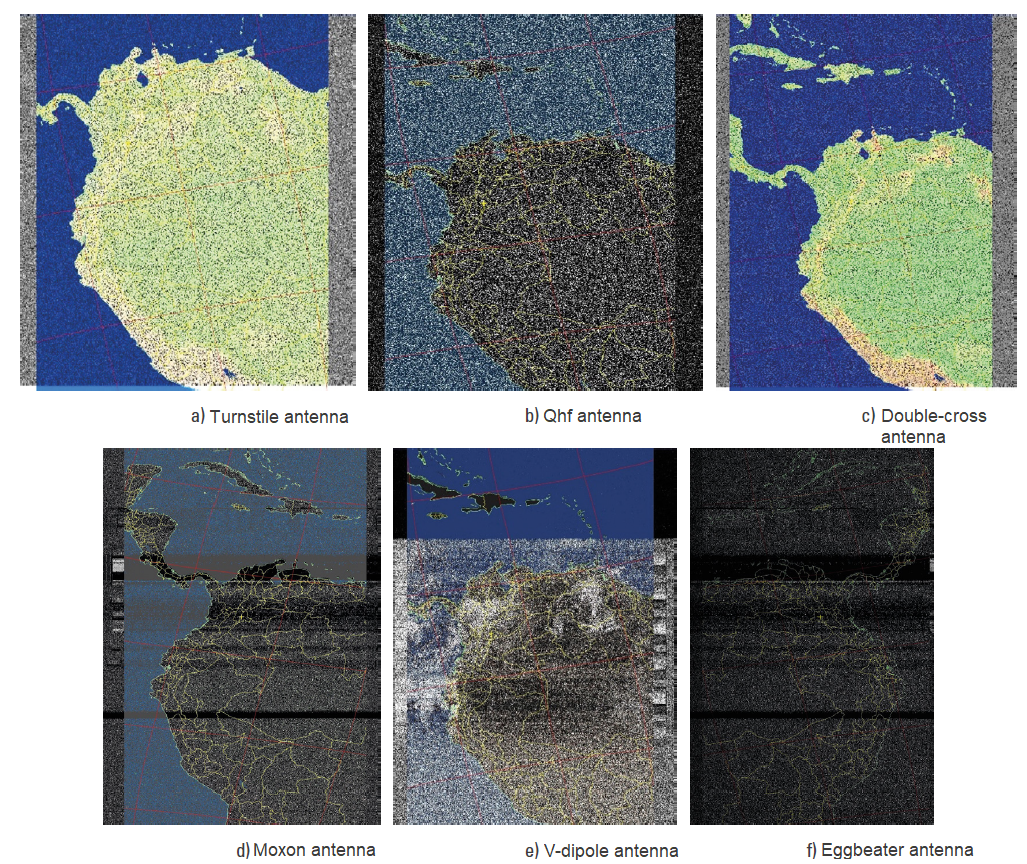 a) Turnstile antenna
b) Qhf antenna
c) Double-cross
antenna
d) Moxon antenna
e) V-dipole antenna
f) Eggbeater antenna